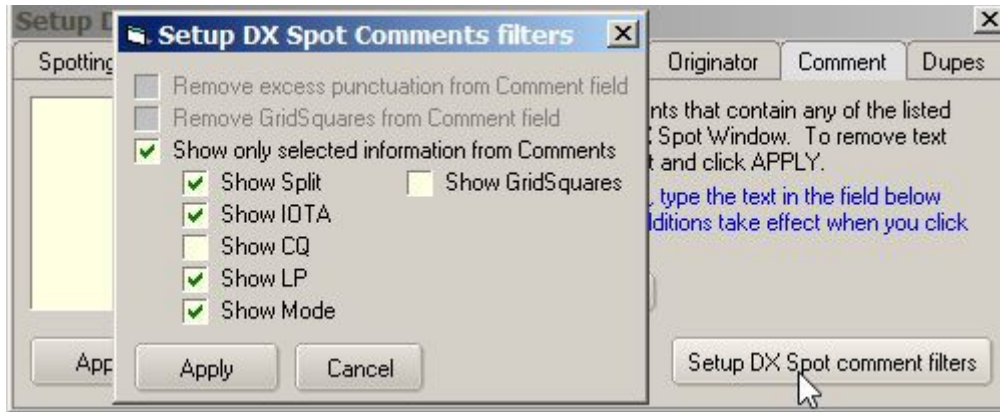 Setup D
Setup DX Spot Comments filters
Spotting
Originator
Comment
Dupes
Remove excess punctuation from Comment field
Remove GridSquares from Comment field
Show only selected information from Comments
Show Split
Show GridSquares
Show IOTA
Show CQ
Show LP
Show Mode
Apply
Cancel
nts that contain any of the listed
Spot Window. To remove text
t and click APPLY.
, type the text in the field below
lditions take effect when you click
App
Setup DX Spot comment filters